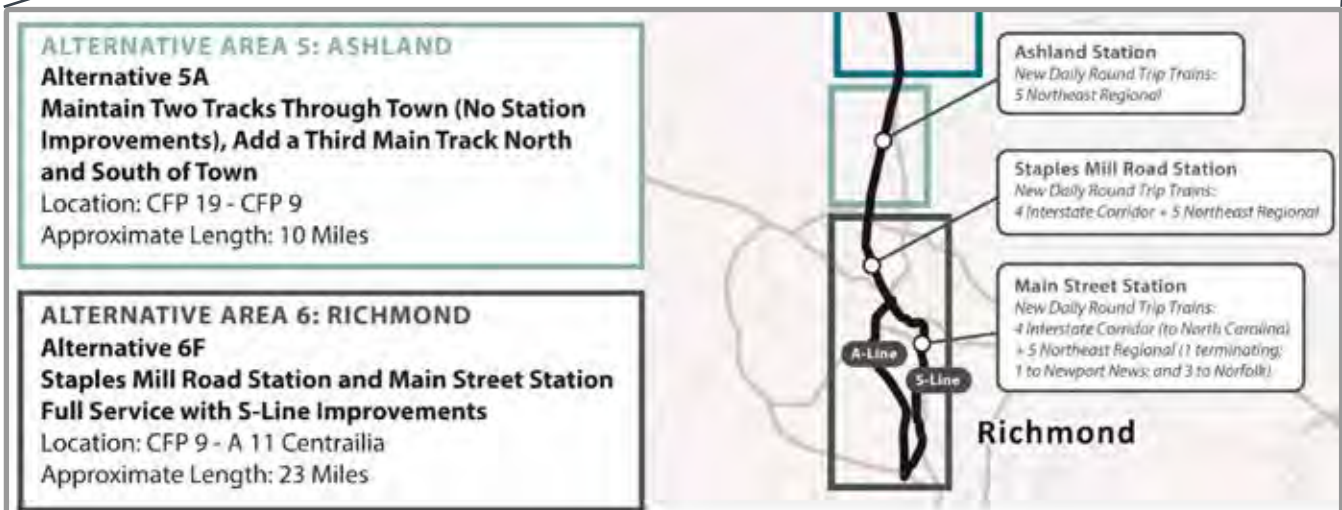 ALTERNATIVE AREA 5: ASHLAND
Alternative 5A
Maintain Two Tracks Through Town (No Station
Improvements), Add a Third Main Track North
and South of Town
Location: CFP 19 - CFP 9
Approximate Length: 10 Miles
ALTERNATIVE AREA 6: RICHMOND
Alternative 6F
Staples Mill Road Station and Main Street Station
Full Service with S-Line Improvements
Location: CFP 9 - A 11 Centrailia
Approximate Length: 23 Miles
Ashland Station
New Daily Round Trip Trains:
5 Northeast Regional
Staples Mill Road Station
New Daily Round Trip Trains:
4 Interstate Corridor + 5 Northeast Regional
Main Street Station
New Daily Round Trip Trains:
4 Interstate Corridor (to North Carolina)
+ 5 Northeast Regional (1 terminating;
1 to Newport News; and 3 to Norfolk)
A-Line
S-Line
Richmond